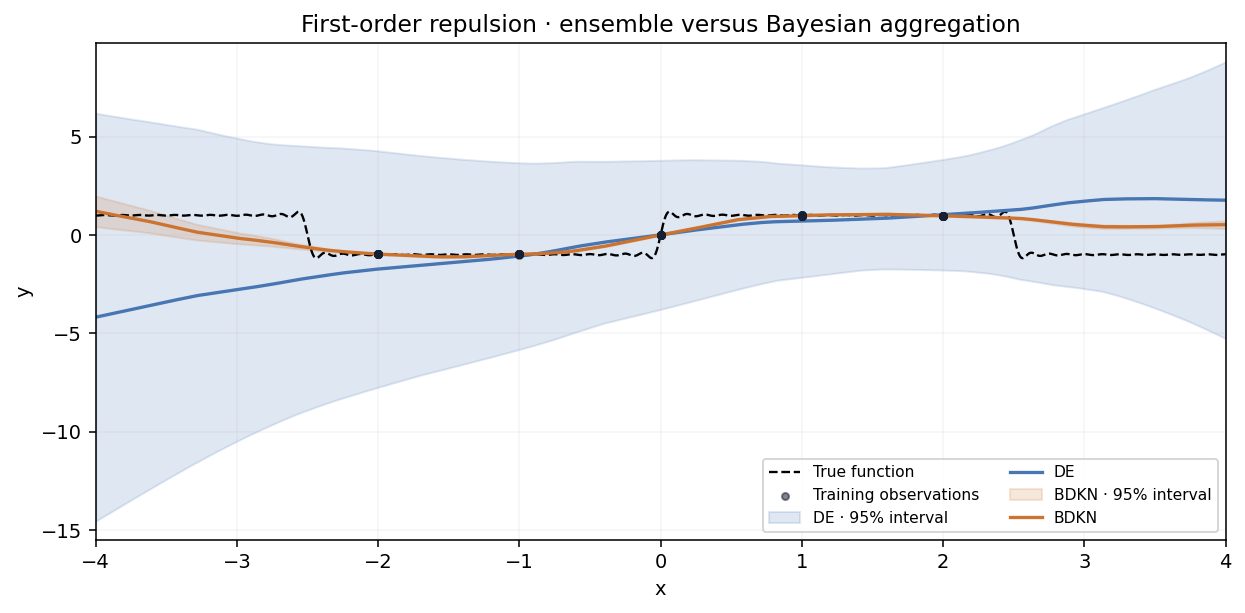 First-order repulsion · ensemble versus Bayesian aggregation
y
5
0
−5
−10
−15
−4
−3
−2
−1
0
1
2
3
4
x
True function
Training observations
DE · 95% interval
DE
BDKN · 95% interval
BDKN